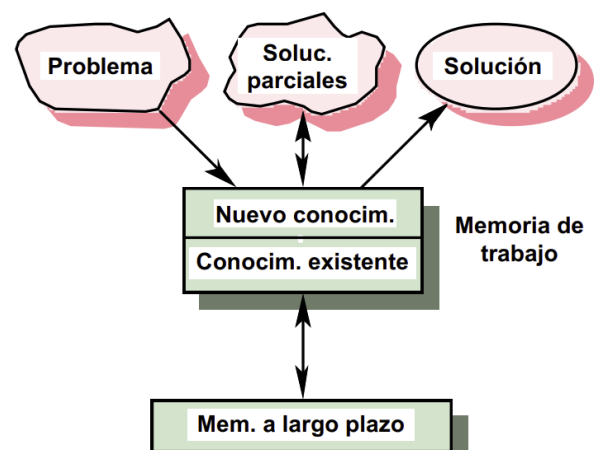 Problema
Soluc.
parciales
Solución
Nuevo conocim.
Conocim. existente
Memoria de
trabajo
Mem. a largo plazo